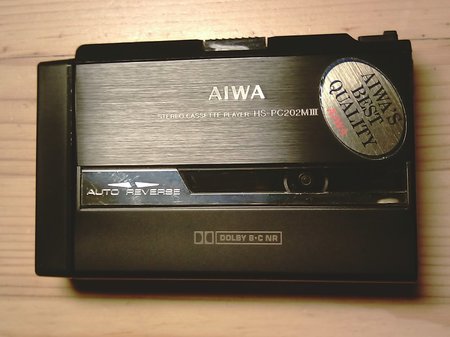 AIWA
STEREO CASSETTE PLAYER HS-PC202MIII
AIWA'S
BEST
QUALITY
AUTO REVERSE
DOLBY B·C NR